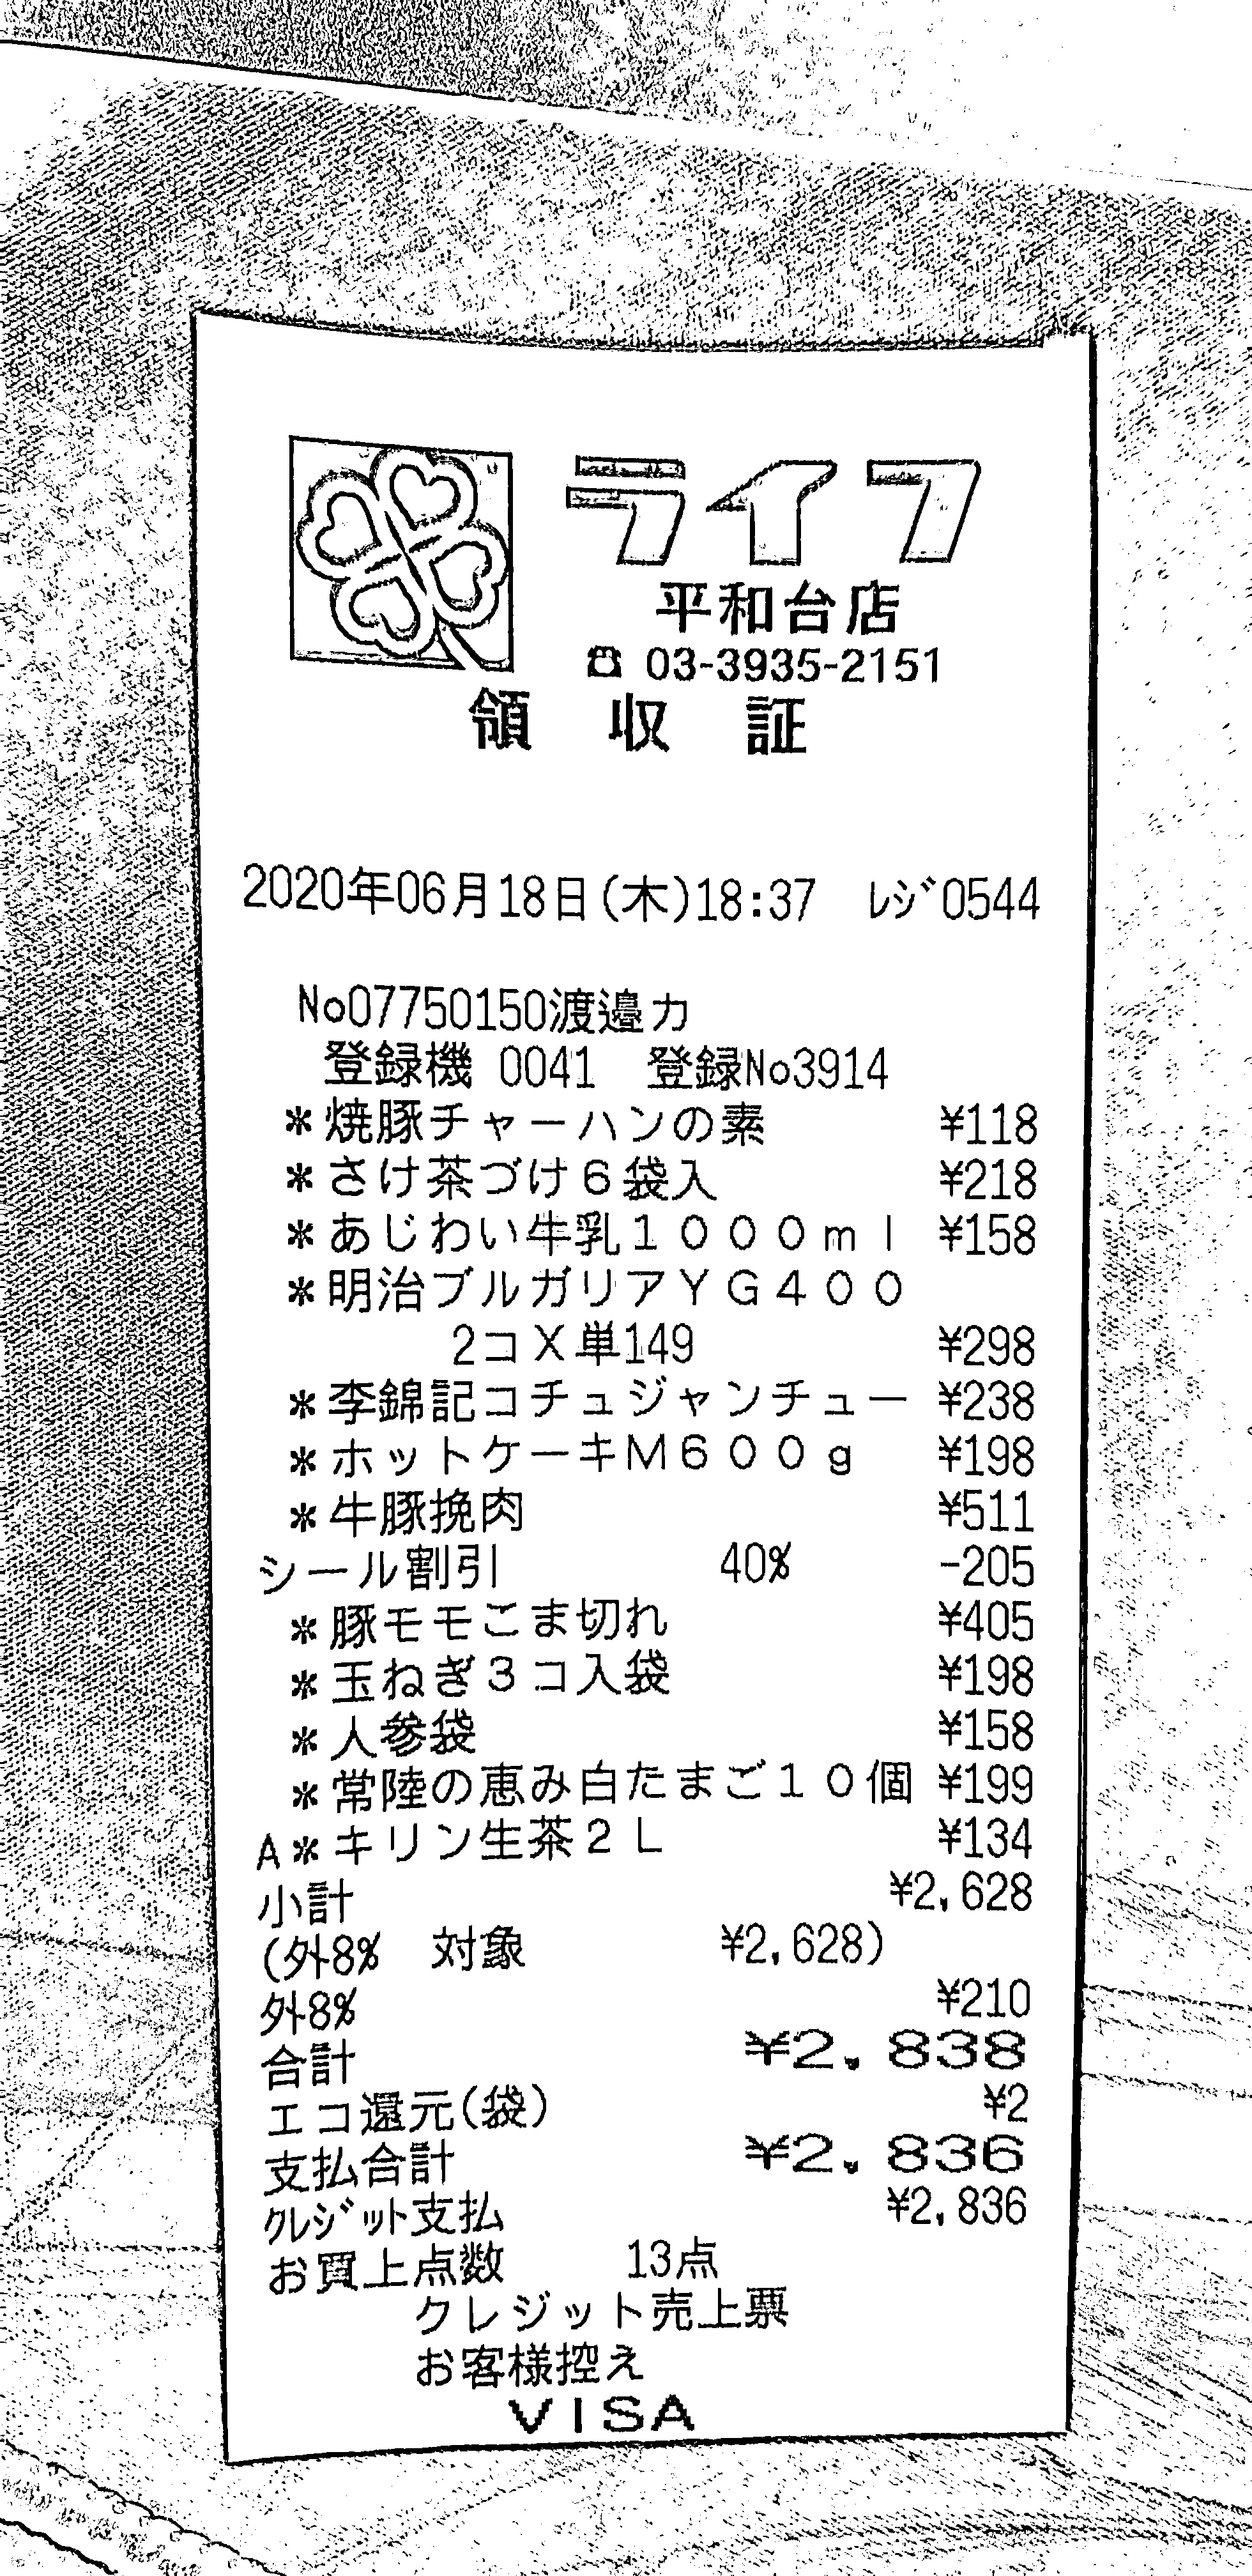 ライフ
平和台店
☎ 03-3935-2151
領 収 証
2020年06月18日(木)18:37 ﾚｼﾞ0544
No07750150渡邉力
登録機 0041 登録No3914
*焼豚チャーハンの素 ¥118
*さけ茶づけ6袋入 ¥218
*あじわい牛乳1000ml ¥158
*明治ブルガリアYG400
2コX単149 ¥298
*李錦記コチュジャンチュー ¥238
*ホットケーキM600g ¥198
*牛豚挽肉 ¥511
シール割引 40% -205
*豚モモこま切れ ¥405
*玉ねぎ3コ入袋 ¥198
*人参袋 ¥158
*常陸の恵み白たまご10個 ¥199
A*キリン生茶2L ¥134
小計 ¥2,628
(外8% 対象 ¥2,628)
外8% ¥210
合計 ¥2,838
エコ還元(袋) ¥2
支払合計 ¥2,836
ｸﾚｼﾞｯﾄ支払 ¥2,836
お買上点数 13点
クレジット売上票
お客様控え
VISA